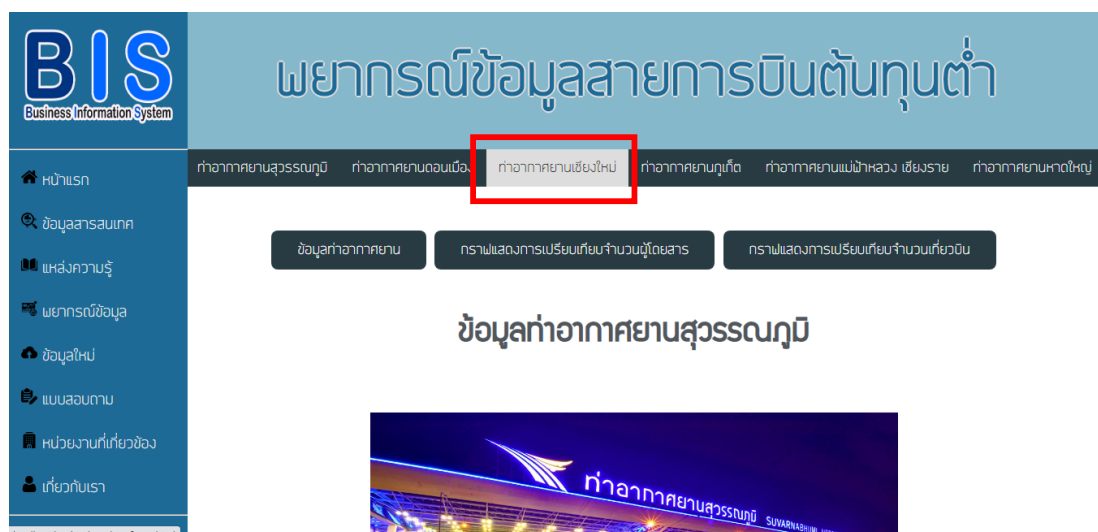 BIS
Business Information System
พยากรณ์ข้อมูลสายการบินต้นทุนต่ำ
ท่าอากาศยานสุวรรณภูมิ ท่าอากาศยานดอนเมือง ท่าอากาศยานเชียงใหม่ ท่าอากาศยานภูเก็ต ท่าอากาศยานแม่ฟ้าหลวง เชียงราย ท่าอากาศยานหาดใหญ่
หน้าแรก
ข้อมูลสารสนเทศ
แหล่งความรู้
พยากรณ์ข้อมูล
ข้อมูลใหม่
แบบสอบถาม
หน่วยงานที่เกี่ยวข้อง
เกี่ยวกับเรา
ข้อมูลท่าอากาศยาน กราฟแสดงการเปรียบเทียบจำนวนผู้โดยสาร กราฟแสดงการเปรียบเทียบจำนวนเที่ยวบิน
ข้อมูลท่าอากาศยานสุวรรณภูมิ
ท่าอากาศยานสุวรรณภูมิ SUVARNABHUMI